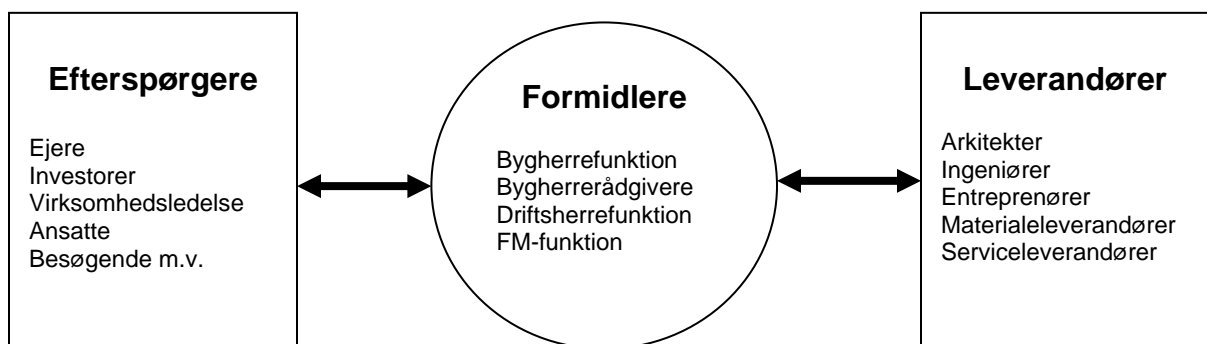 Efterspørgere
Ejere
Investorer
Virksomhedsledelse
Ansatte
Besøgende m.v.
Formidlere
Bygherrefunktion
Bygherrerådgivere
Driftsherrefunktion
FM-funktion
Leverandører
Arkitekter
Ingeniører
Entreprenører
Materialeleverandører
Serviceleverandører